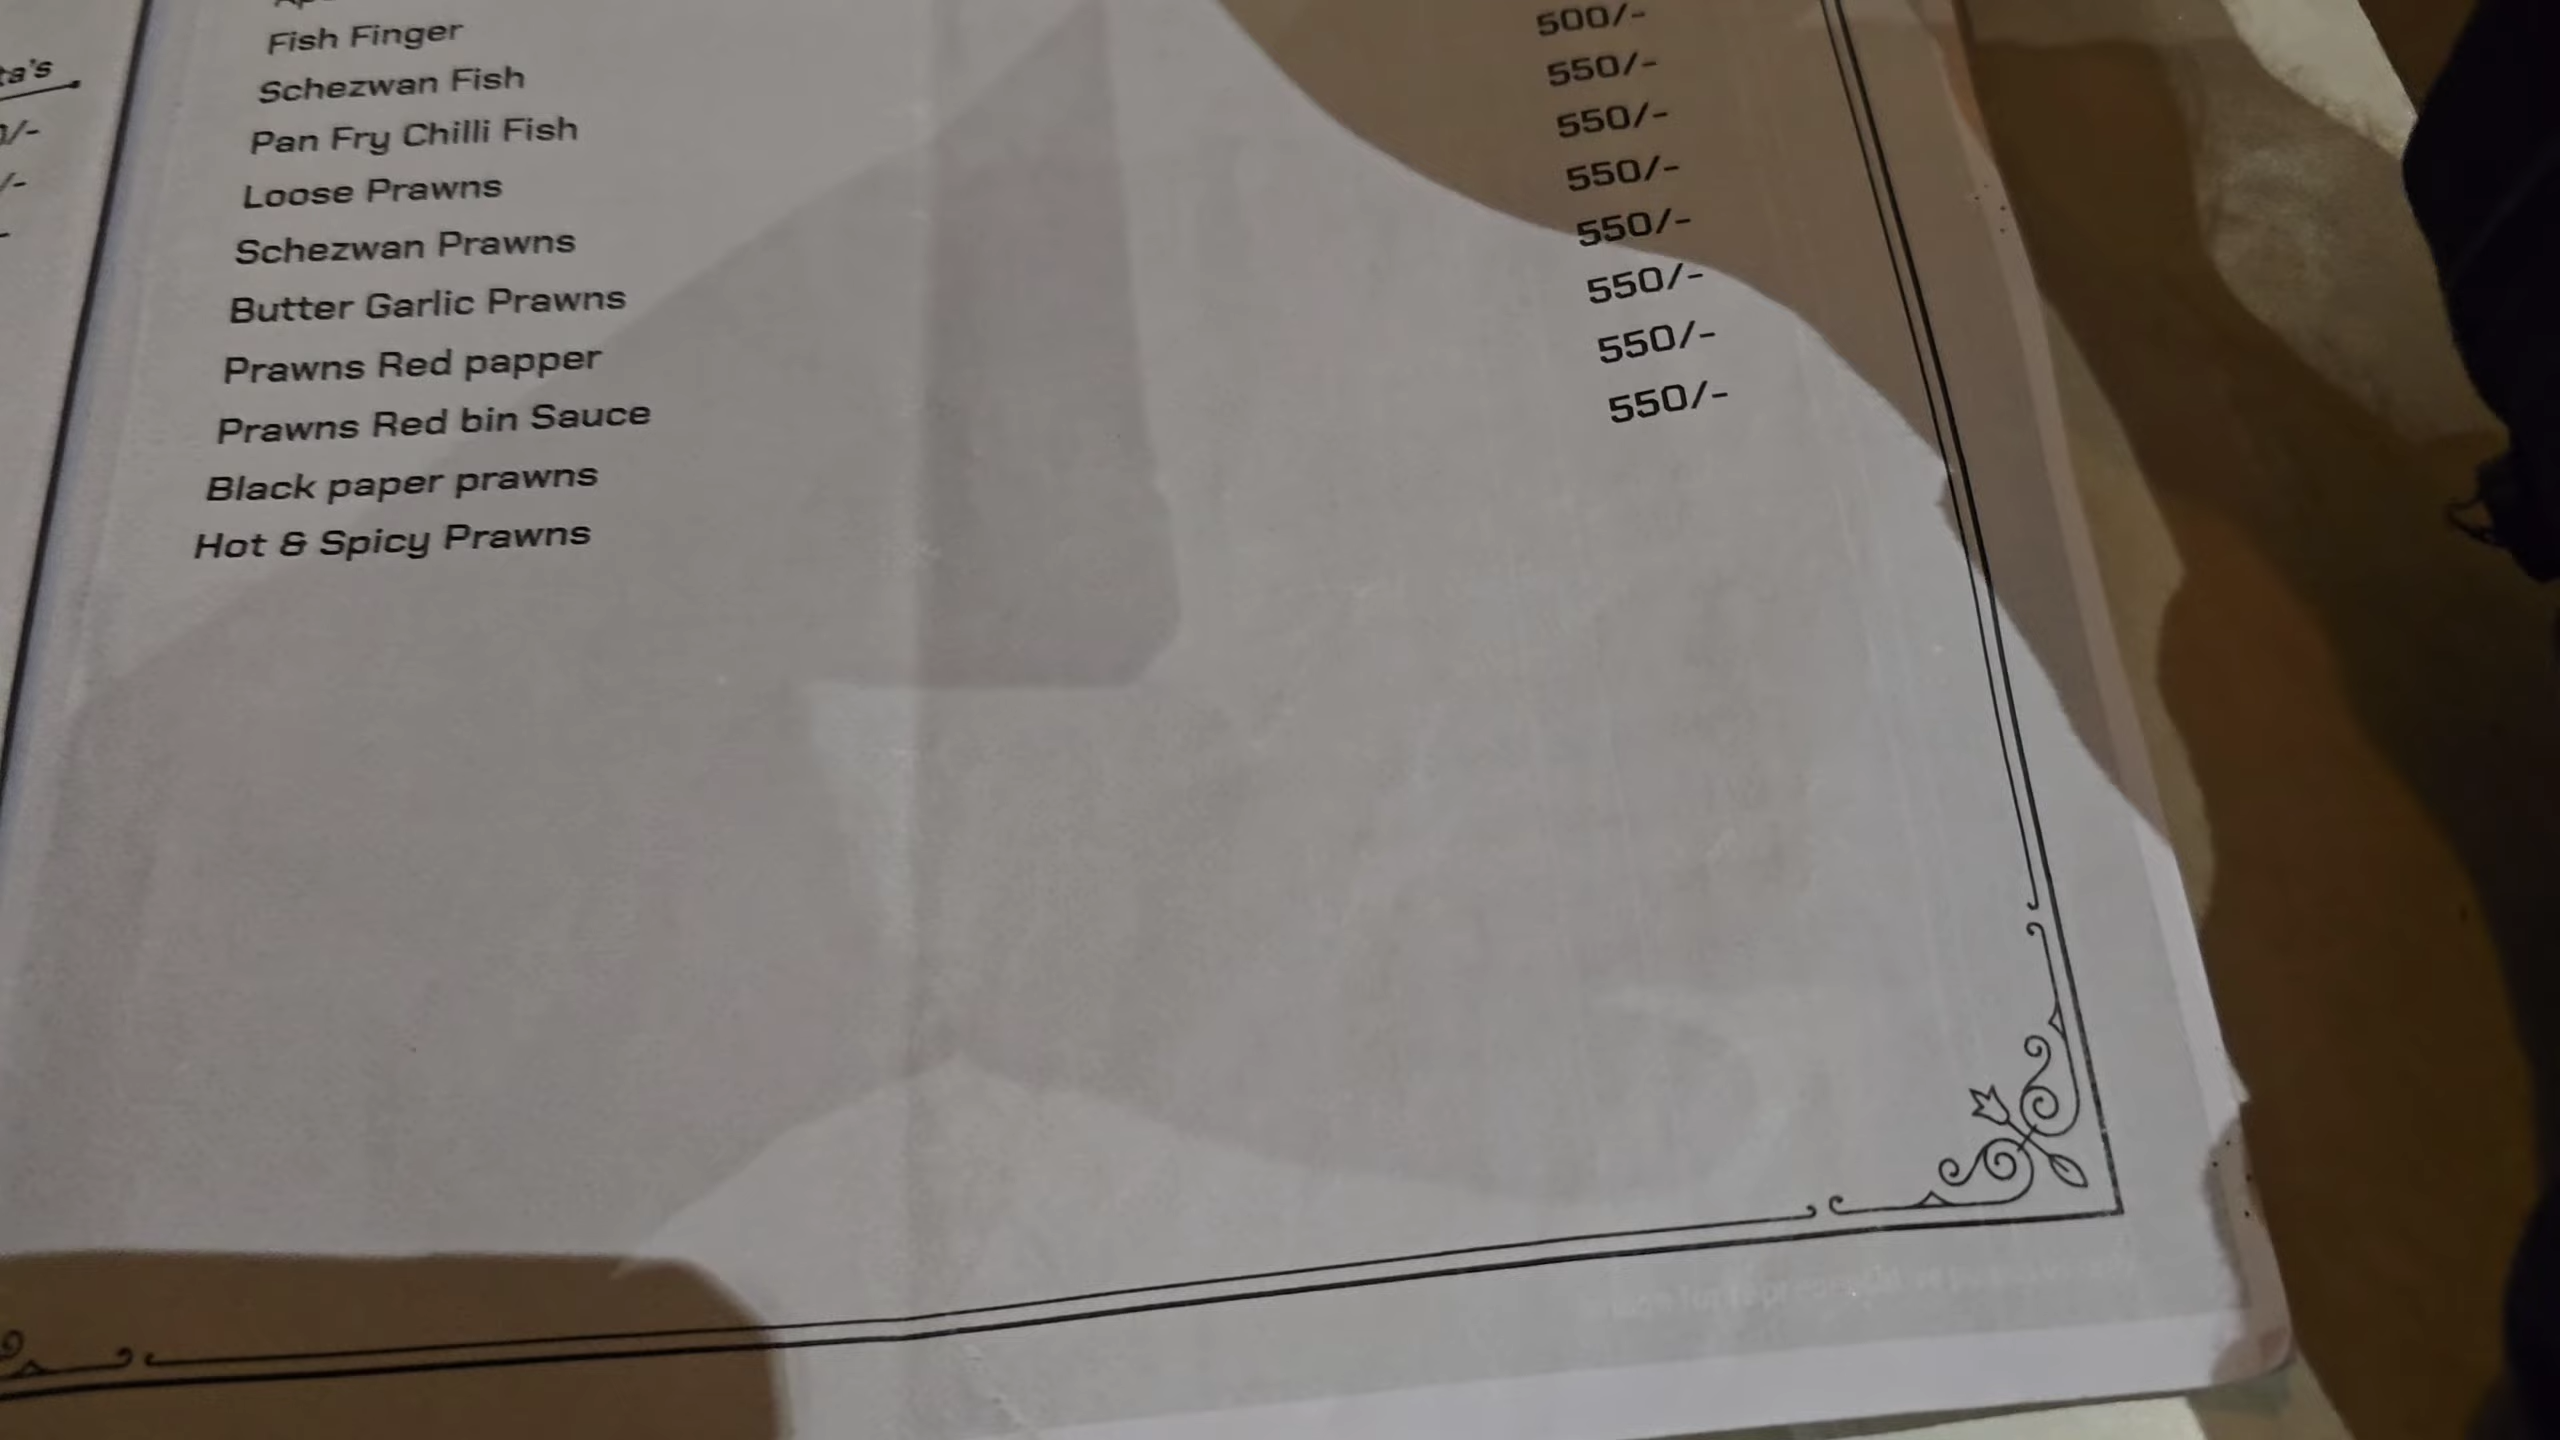 ta's
/-
/-
Fish Finger
Schezwan Fish
Pan Fry Chilli Fish
Loose Prawns
Schezwan Prawns
Butter Garlic Prawns
Prawns Red papper
Prawns Red bin Sauce
Black paper prawns
Hot & Spicy Prawns
500/-
550/-
550/-
550/-
550/-
550/-
550/-
550/-